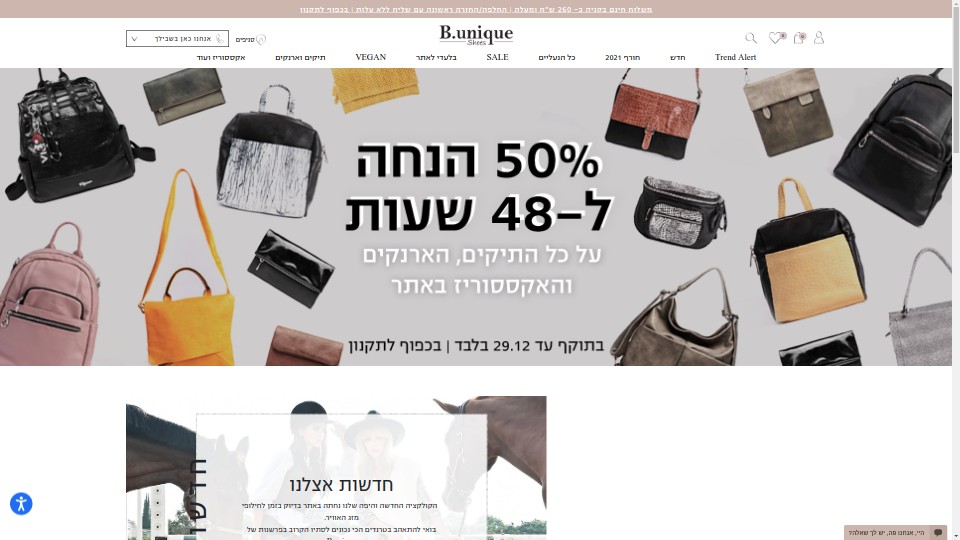 משלוח חינם בקניה ב- 260 ש"ח ומעלה | החלפה/החזרה ראשונה עם שליח ללא עלות | בכפוף לתקנון
B.unique
Shoes
סניפים
אנחנו כאן בשבילך
Trend Alert
חדש
חורף 2021
כל הנעליים
בלעדי לאתר
SALE
VEGAN
תיקים וארנקים
אקססוריז ועוד
50% הנחה
ל-48 שעות
על כל התיקים, הארנקים
והאקססוריז באתר
בתוקף עד 29.12 בלבד | בכפוף לתקנון
חדשות אצלנו
הקולקציה החדשה והיפה שלנו נחתה באתר בדיוק בזמן לחילופי
מזג האוויר.
בואי להתאהב בטרנדים הכי נכונים לסתיו הקרוב בפרשנות של
היי, אנחנו פה, יש לך שאלה?